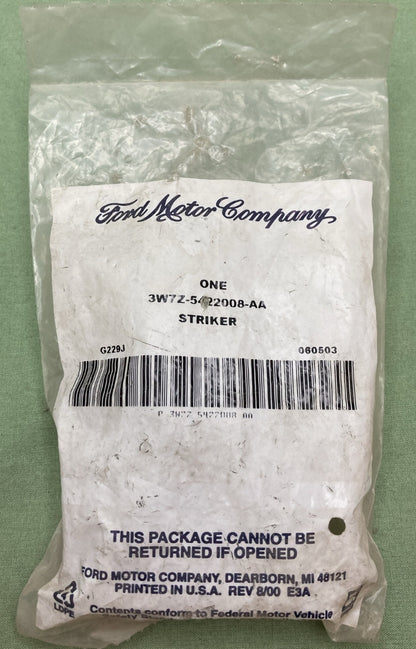 Ford Motor Company
ONE
3W7Z-5422008-AA
STRIKER
G229J 060503
P 3W7Z 5422008 AA
THIS PACKAGE CANNOT BE
RETURNED IF OPENED
FORD MOTOR COMPANY, DEARBORN, MI 48121
PRINTED IN U.S.A. REV 8/00 E3A
LDPE
Contents conform to Federal Motor Vehicle
Safety